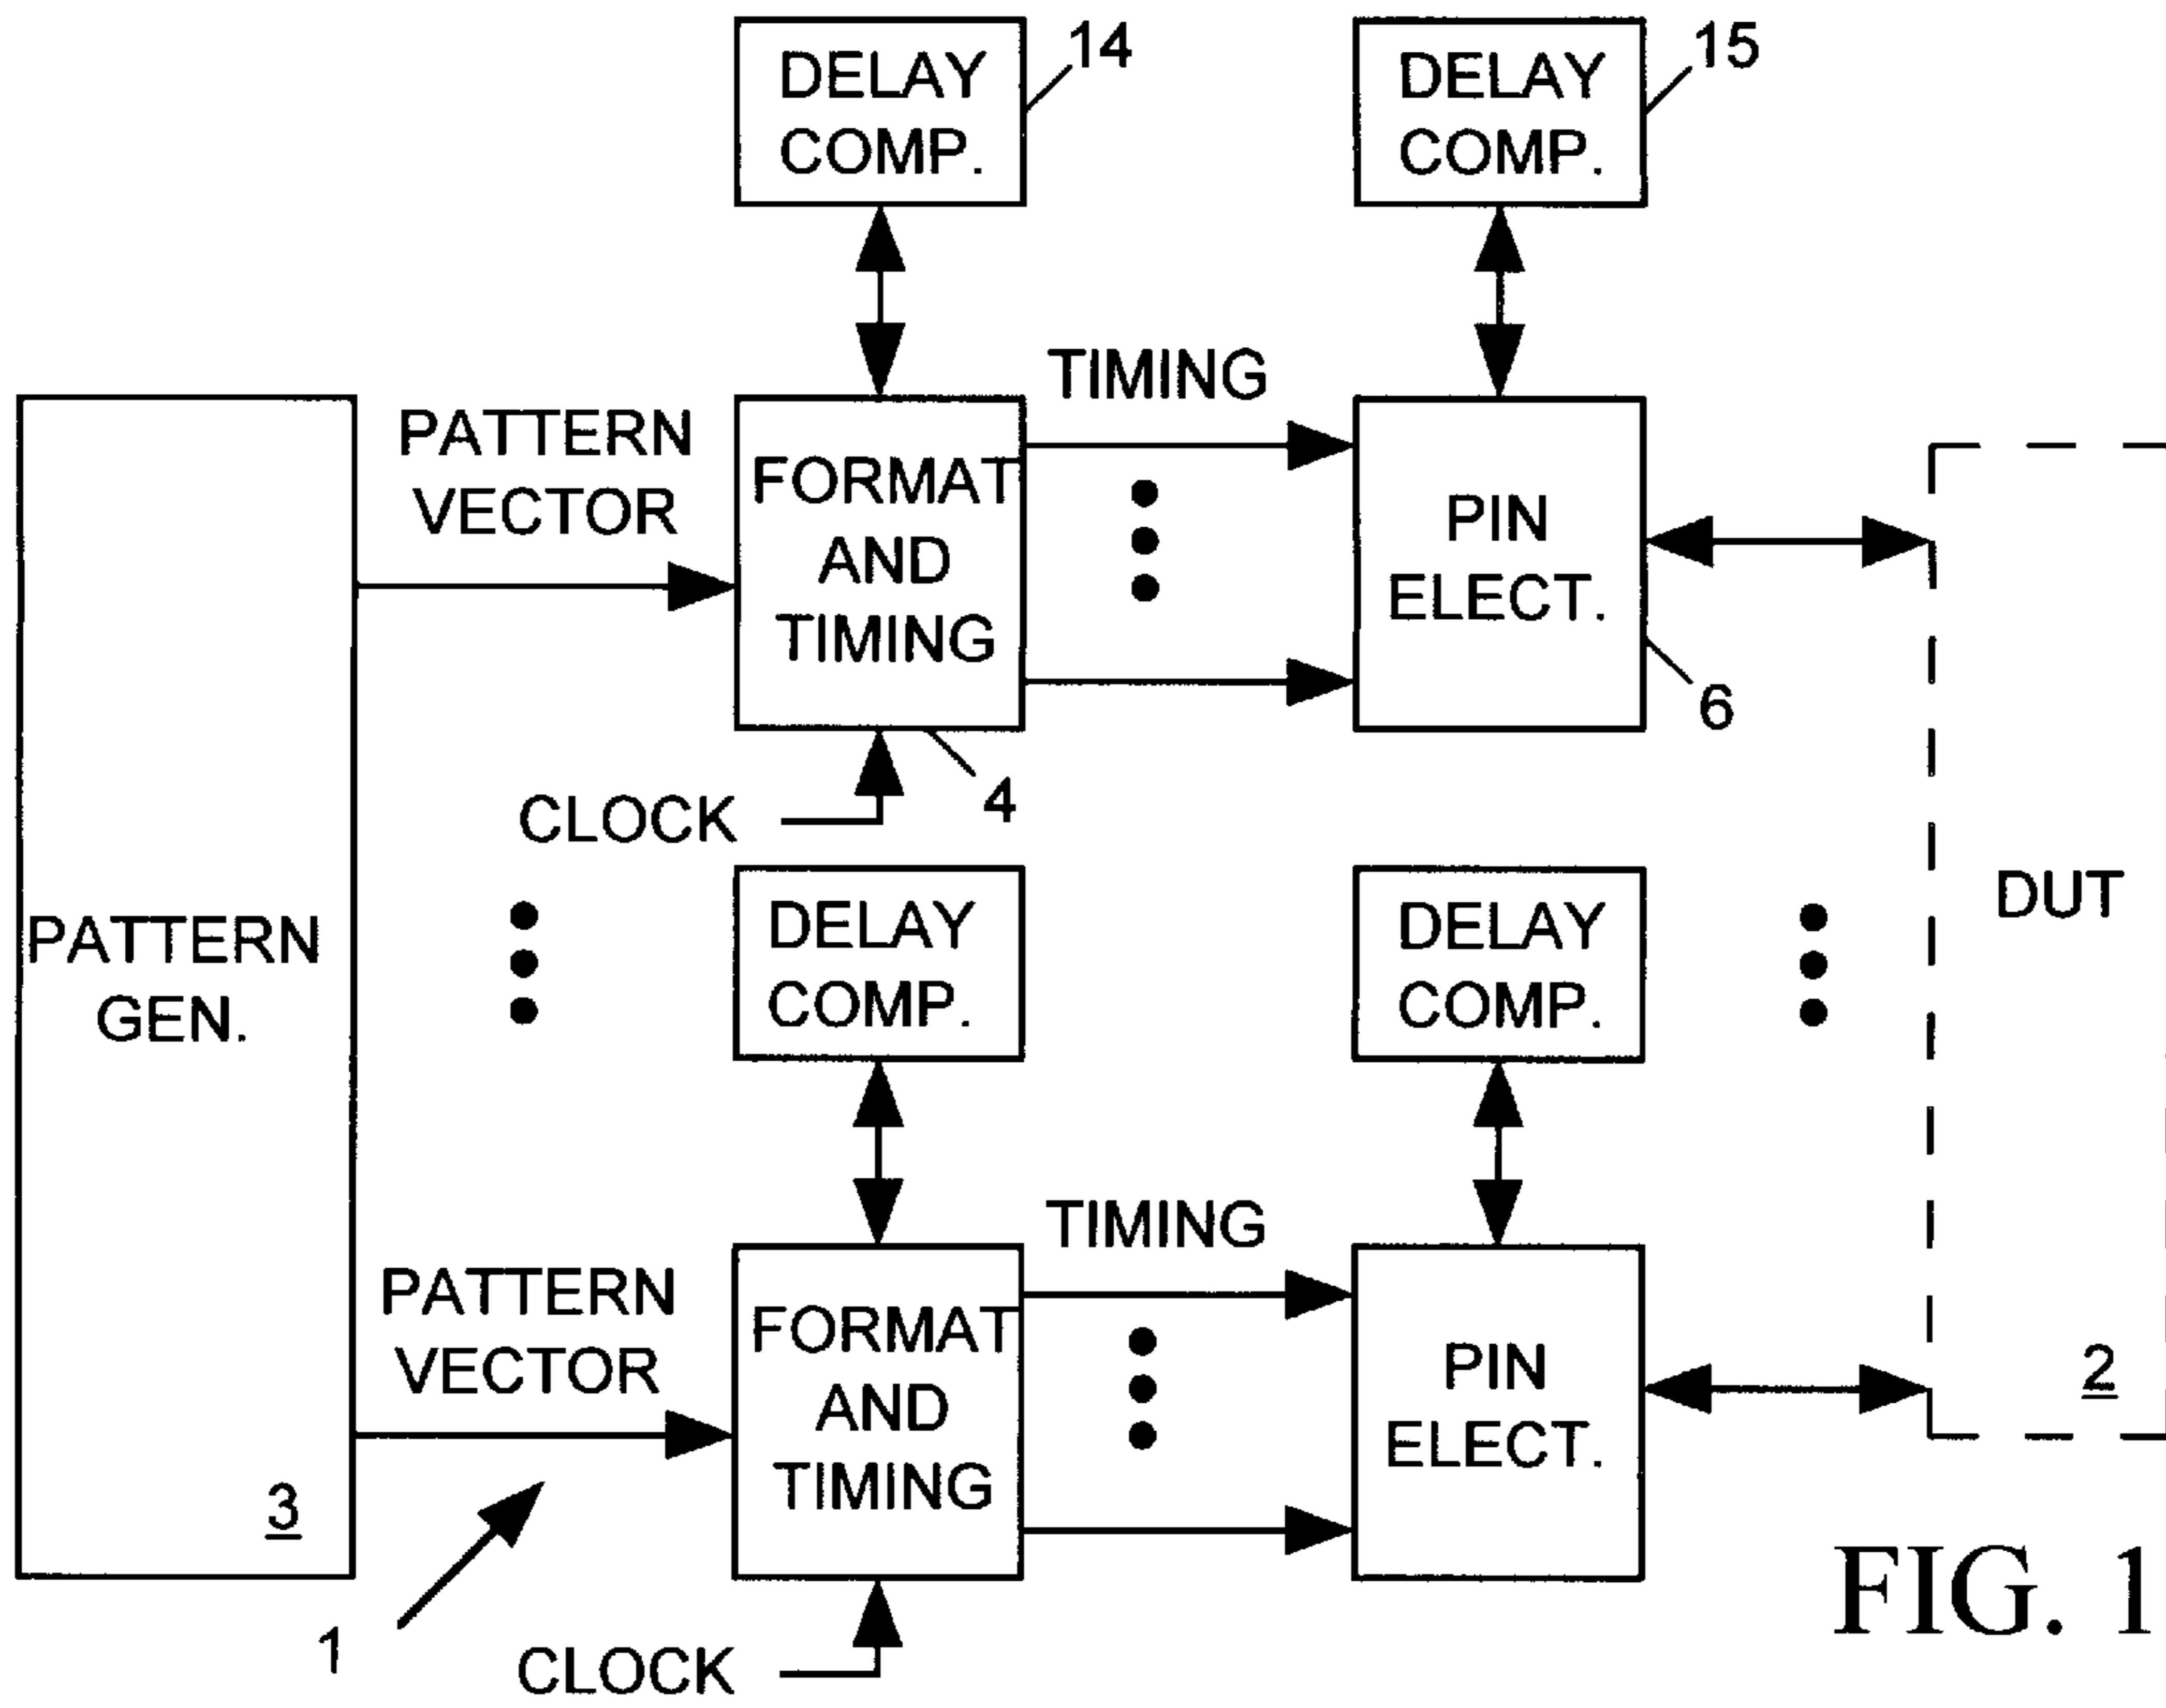 DELAY
COMP.
14
DELAY
COMP.
15
PATTERN
VECTOR
TIMING
FORMAT
AND
TIMING
PIN
ELECT.
6
CLOCK
4
PATTERN
GEN.
3
DELAY
COMP.
DELAY
COMP.
DUT
2
PATTERN
VECTOR
TIMING
FORMAT
AND
TIMING
PIN
ELECT.
1
CLOCK
FIG. 1